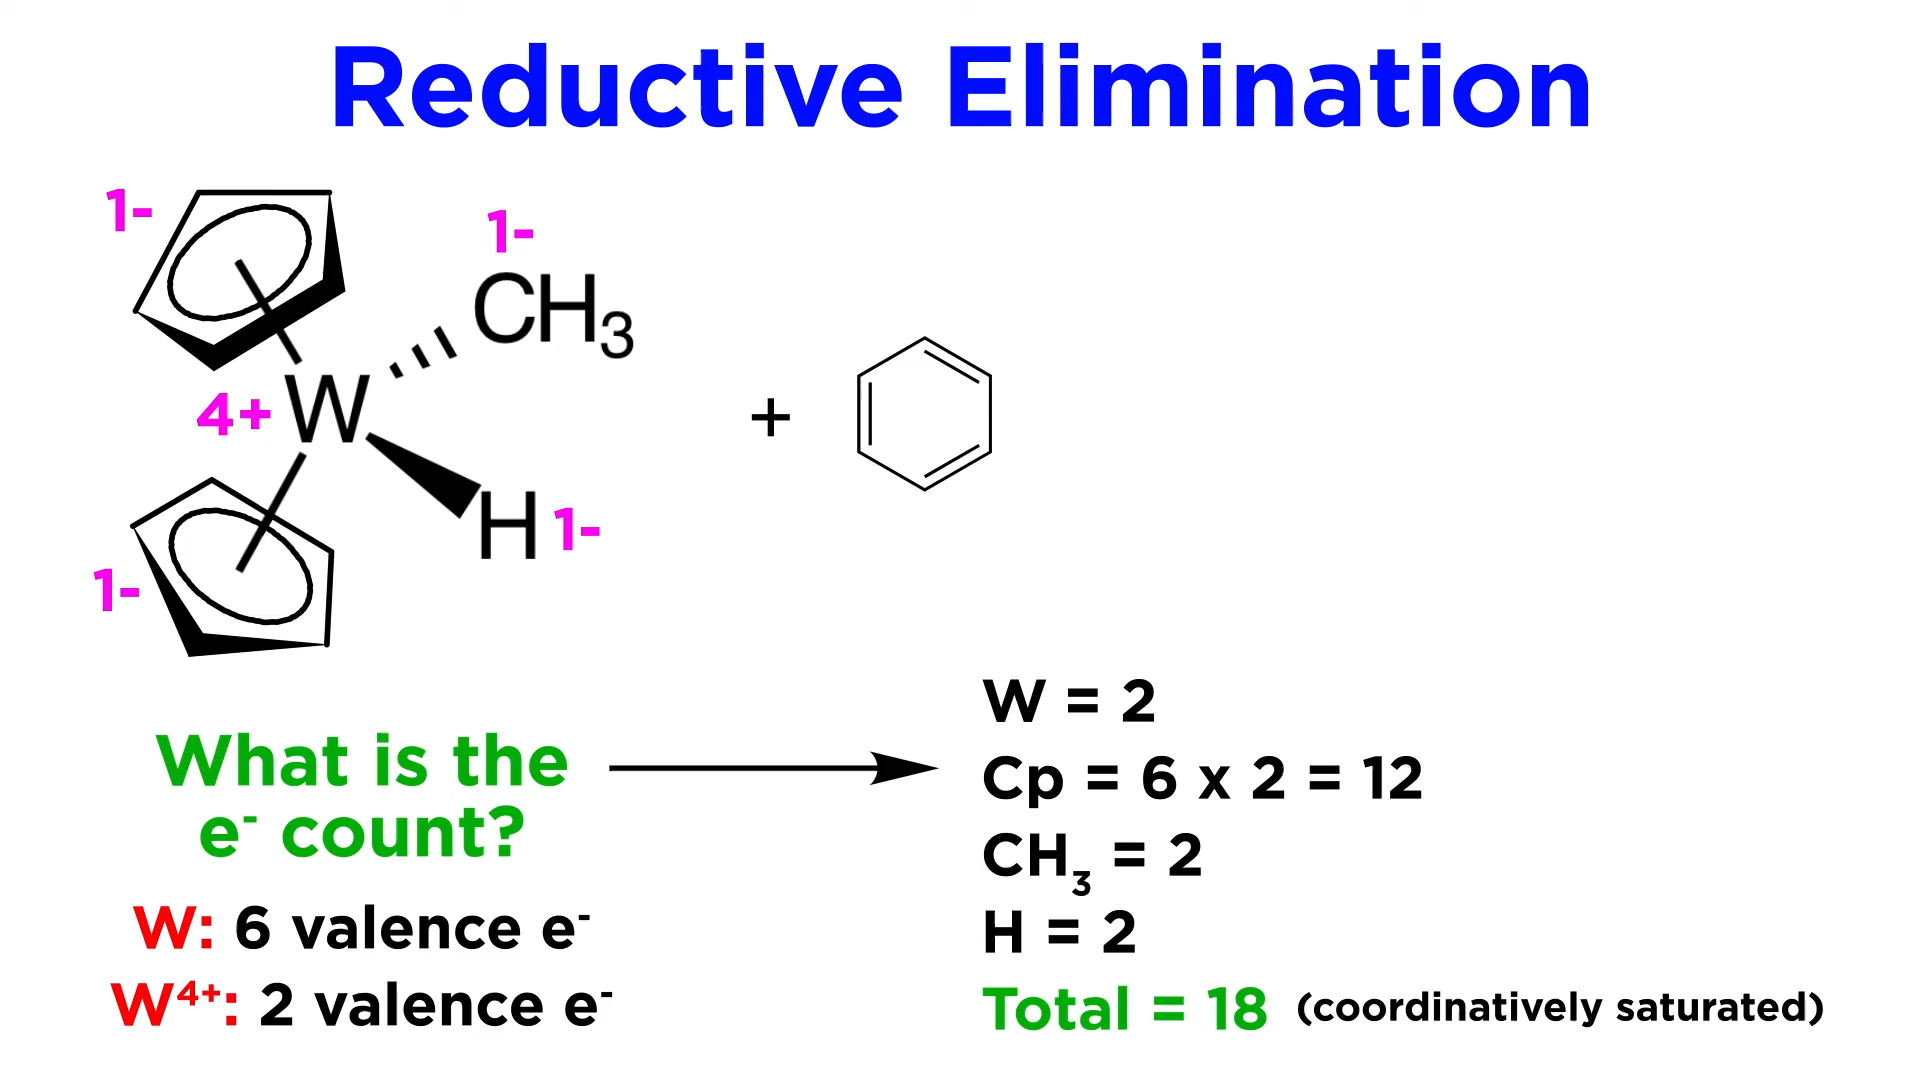 Reductive Elimination
1-
1-
CH₃
4+ W
+
H 1-
1-
What is the
e⁻ count?
W: 6 valence e⁻
W⁴⁺: 2 valence e⁻
W = 2
Cp = 6 x 2 = 12
CH₃ = 2
H = 2
Total = 18 (coordinatively saturated)